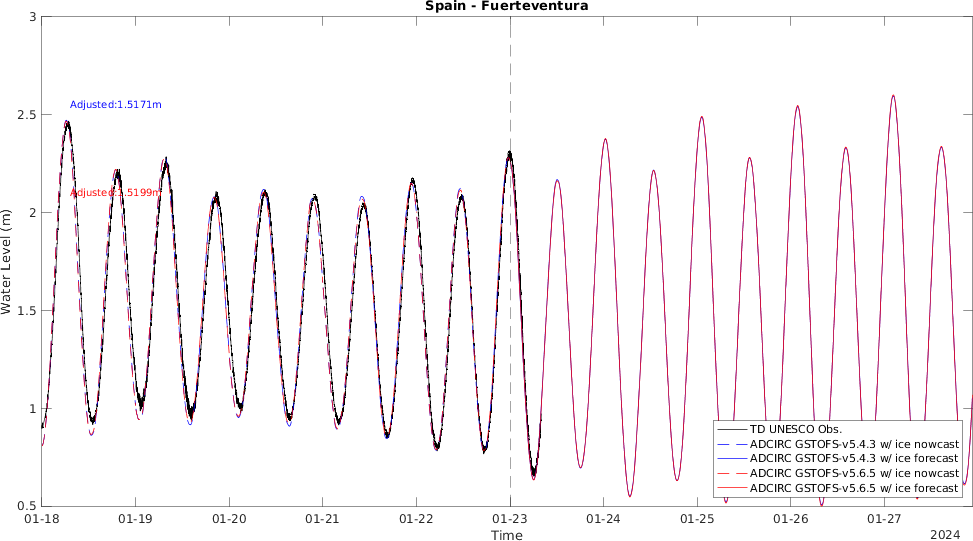 Spain - Fuerteventura
3
2.5
2
1.5
1
0.5
Water Level (m)
Adjusted:1.5171m
Adjusted:1.5199m
TD UNESCO Obs.
ADCIRC GSTOFS-v5.4.3 w/ ice nowcast
ADCIRC GSTOFS-v5.4.3 w/ ice forecast
ADCIRC GSTOFS-v5.6.5 w/ ice nowcast
ADCIRC GSTOFS-v5.6.5 w/ ice forecast
01-18 01-19 01-20 01-21 01-22 01-23 01-24 01-25 01-26 01-27
Time
2024